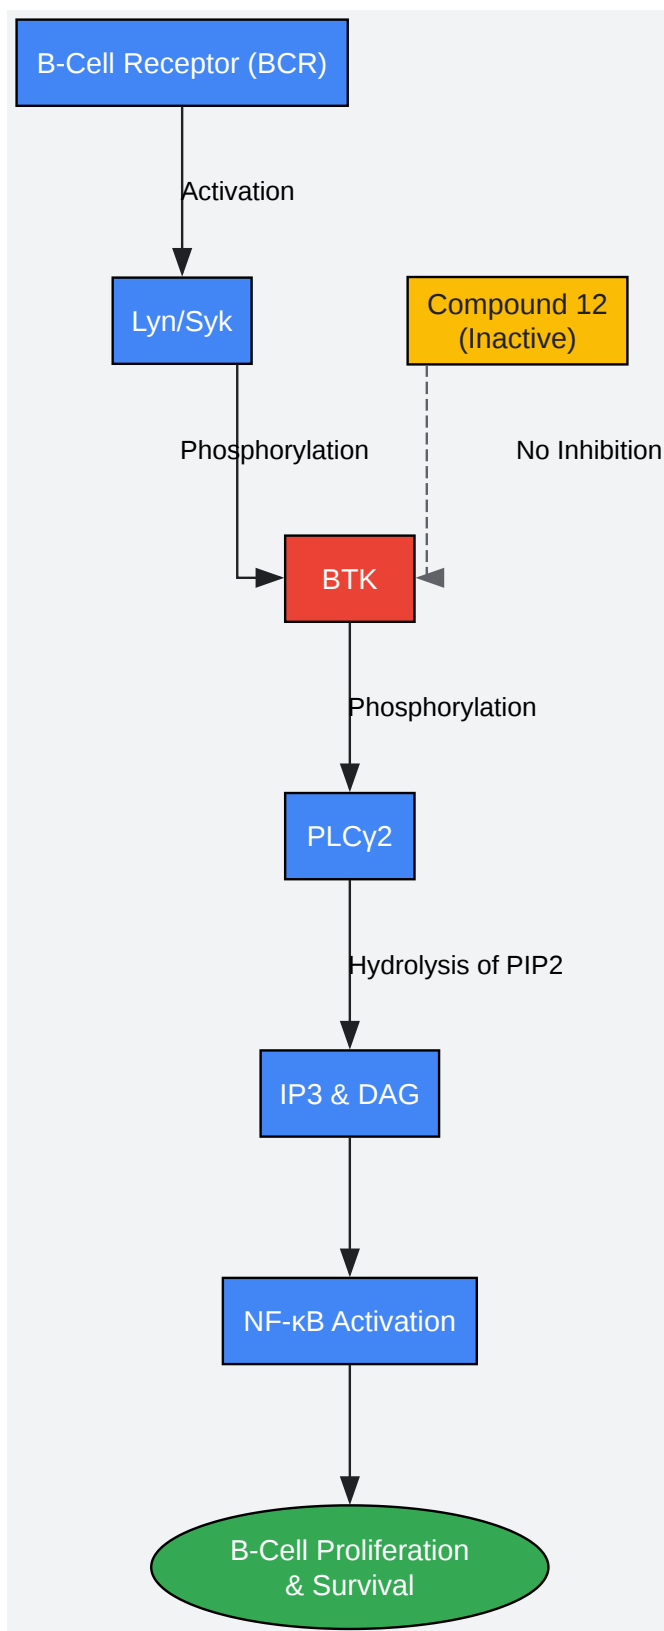 B-Cell Receptor (BCR)
Activation
Lyn/Syk
Compound 12
(Inactive)
Phosphorylation
No Inhibition
BTK
Phosphorylation
PLCγ2
Hydrolysis of PIP2
IP3 & DAG
NF-κB Activation
B-Cell Proliferation
& Survival